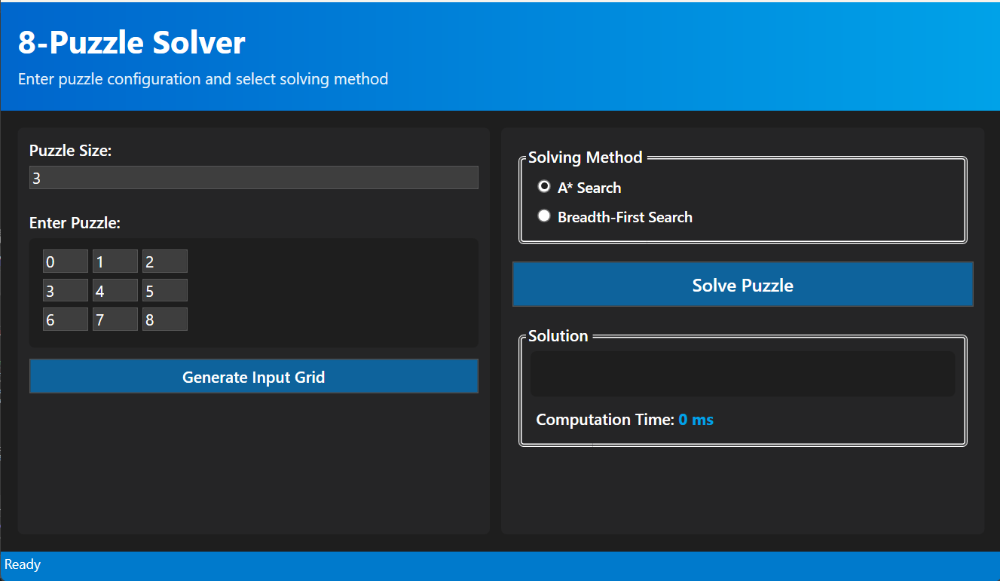 8-Puzzle Solver
Enter puzzle configuration and select solving method
Puzzle Size:
3
Enter Puzzle:
0 1 2
3 4 5
6 7 8
Generate Input Grid
Solving Method
A* Search
Breadth-First Search
Solve Puzzle
Solution
Computation Time: 0 ms
Ready